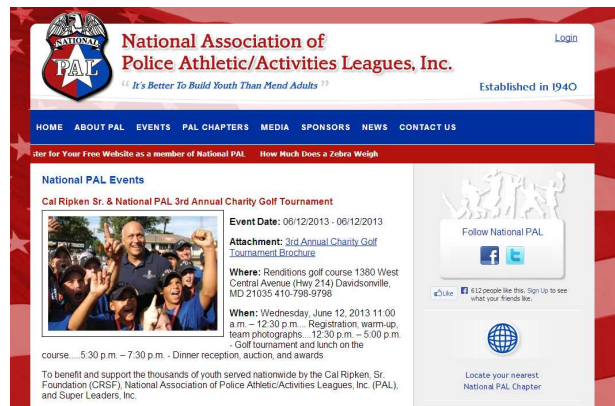 NATIONAL
PAL
National Association of
Police Athletic/Activities Leagues, Inc.
“ It's Better To Build Youth Than Mend Adults ”
Login
Established in 1940
HOME ABOUT PAL EVENTS PAL CHAPTERS MEDIA SPONSORS NEWS CONTACT US
ster for Your Free Website as a member of National PAL How Much Does a Zebra Weigh
National PAL Events
Cal Ripken Sr. & National PAL 3rd Annual Charity Golf Tournament
Event Date: 06/12/2013 - 06/12/2013
Attachment: 3rd Annual Charity Golf
Tournament Brochure
Where: Renditions golf course 1380 West
Central Avenue (Hwy 214) Davidsonville,
MD 21035 410-798-9798
When: Wednesday, June 12, 2013 11:00
a.m. – 12:30 p.m.... Registration, warm-up,
team photographs....12:30 p.m. – 5:00 p.m.
- Golf tournament and lunch on the
course.....5:30 p.m. – 7:30 p.m. - Dinner reception, auction, and awards
To benefit and support the thousands of youth served nationwide by the Cal Ripken, Sr.
Foundation (CRSF), National Association of Police Athletic/Activities Leagues, Inc. (PAL),
and Super Leaders, Inc.
Follow National PAL
f t
Like f 612 people like this. Sign Up to see
what your friends like.
Locate your nearest
National PAL Chapter